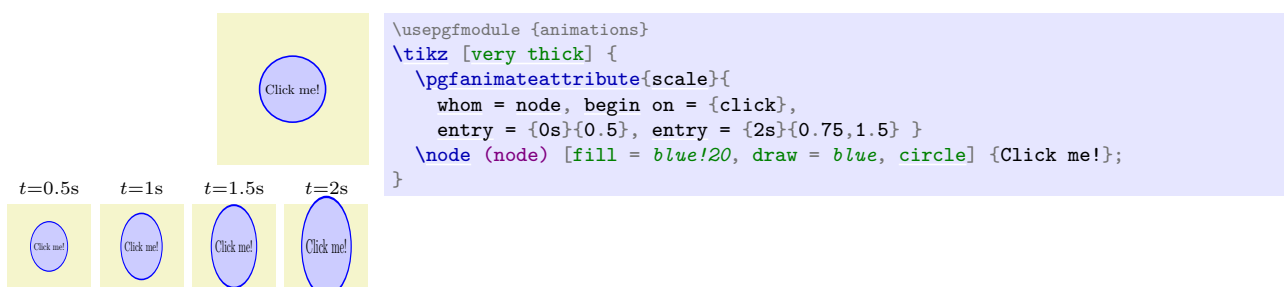 Click me!
t=0.5s t=1s t=1.5s t=2s
Click me! Click me! Click me! Click me!
\usepgfmodule {animations}
\tikz [very thick] {
  \pgfanimateattribute{scale}{
    whom = node, begin on = {click},
    entry = {0s}{0.5}, entry = {2s}{0.75,1.5} }
  \node (node) [fill = blue!20, draw = blue, circle] {Click me!};
}